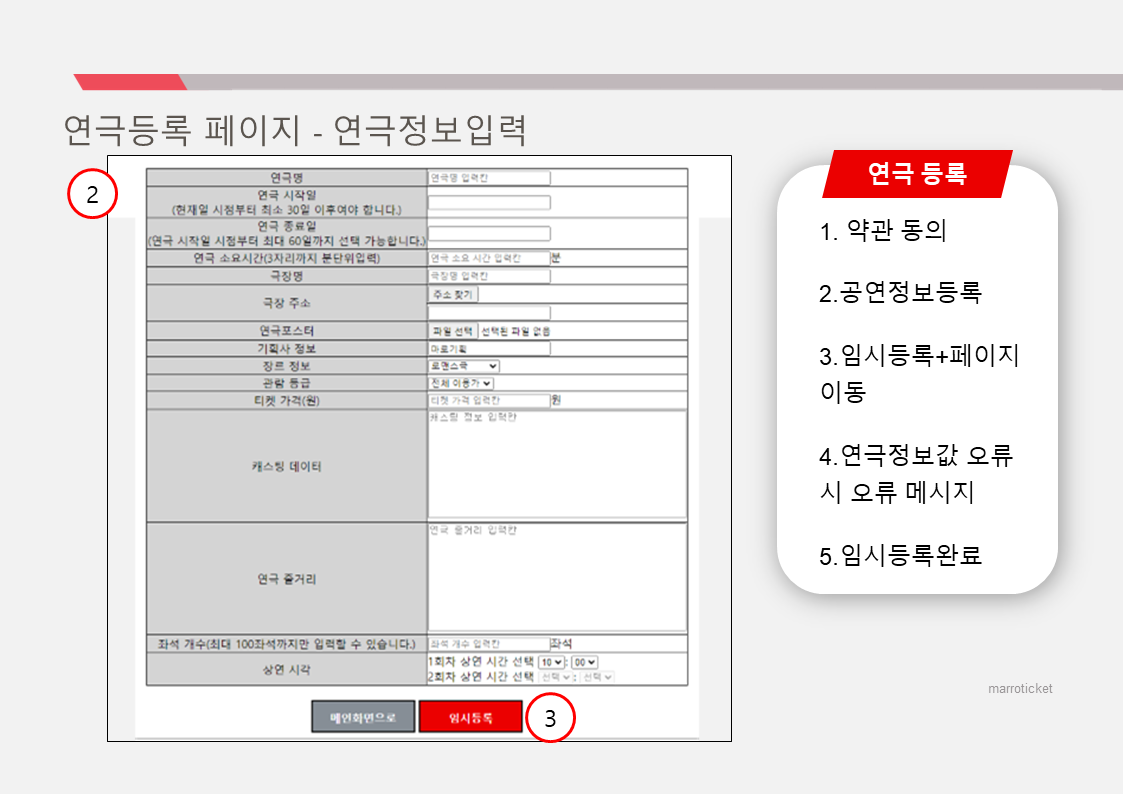 연극등록 페이지 - 연극정보입력
2
연극명
연극명 입력칸
연극 시작일
(현재일 시점부터 최소 30일 이후여야 합니다.)
연극 종료일
(연극 시작일 시점부터 최대 60일까지 선택 가능합니다.)
연극 소요시간(3자리까지 분단위입력)
연극 소요 시간 입력칸 분
극장명
극장명 입력칸
극장 주소
주소 찾기
연극포스터
파일 선택 선택된 파일 없음
기획사 정보
마로기획
장르 정보
로맨스극
관람 등급
전체 이용가
티켓 가격(원)
티켓 가격 입력칸 원
캐스팅 데이터
캐스팅 정보 입력칸
연극 줄거리
연극 줄거리 입력칸
좌석 개수(최대 100좌석까지만 입력할 수 있습니다.)
좌석 개수 입력칸 좌석
상연 시각
1회차 상연 시간 선택 10 : 00
2회차 상연 시간 선택 선택 : 선택
메인화면으로
임시등록
3
연극 등록
1. 약관 동의
2.공연정보등록
3.임시등록+페이지
이동
4.연극정보값 오류
시 오류 메시지
5.임시등록완료
marroticket